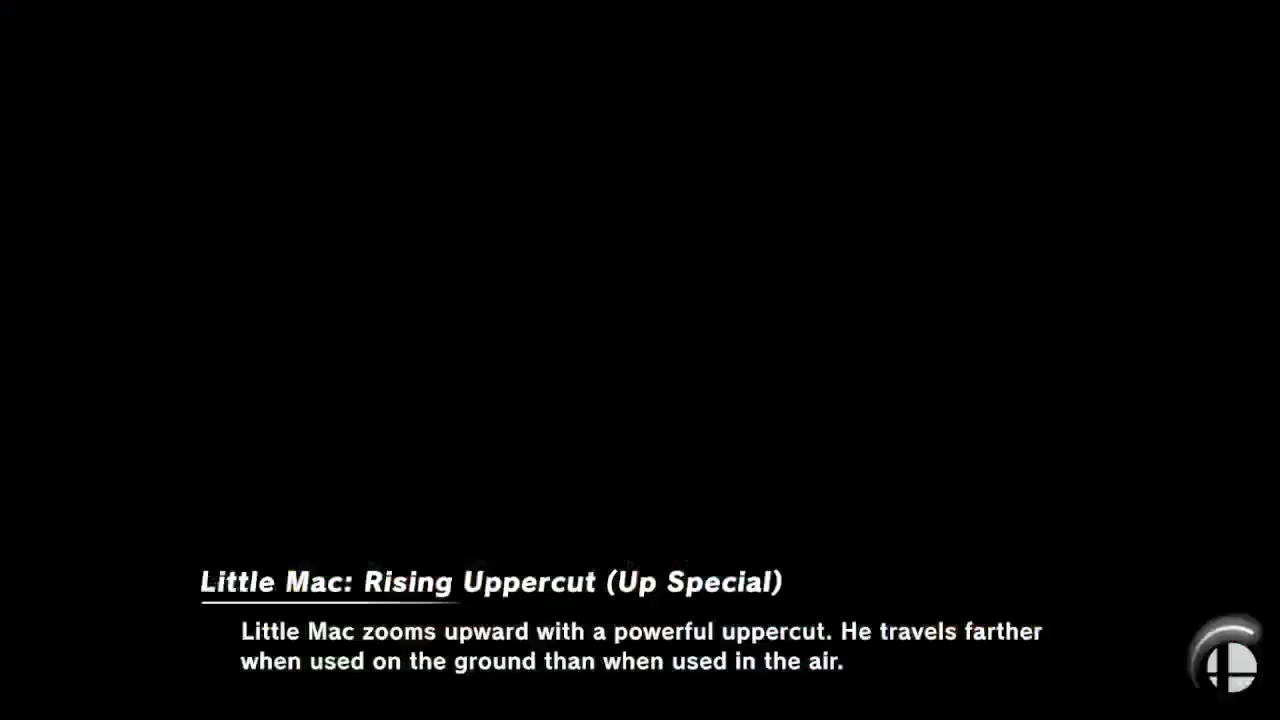 Little Mac: Rising Uppercut (Up Special)
Little Mac zooms upward with a powerful uppercut. He travels farther
when used on the ground than when used in the air.